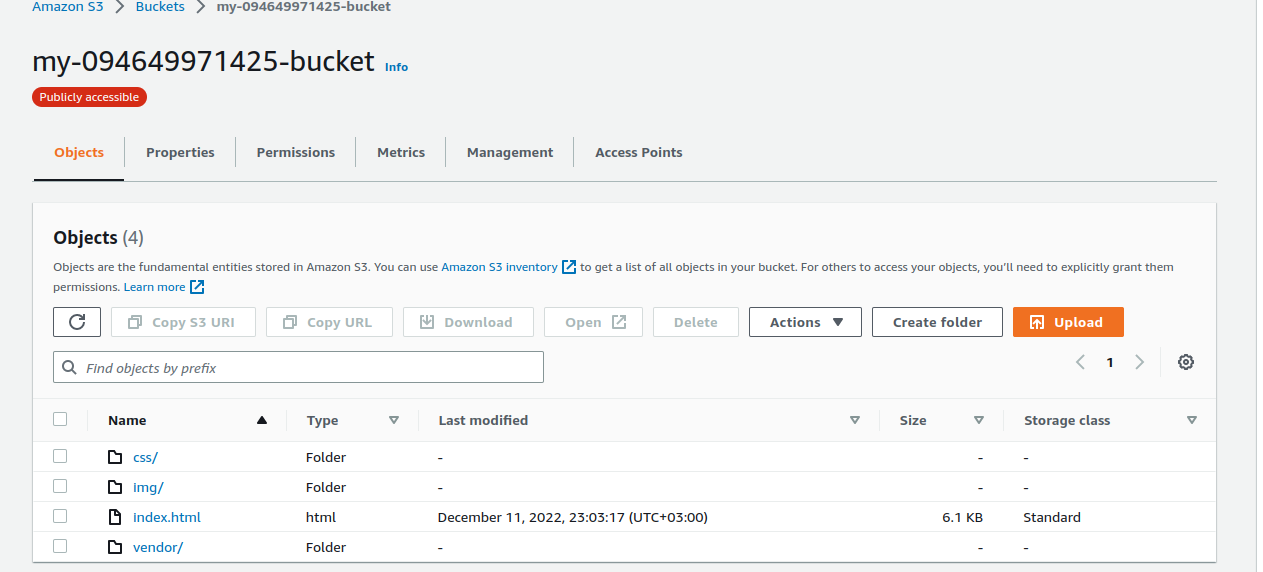 Amazon S3 > Buckets > my-094649971425-bucket
my-094649971425-bucket Info
Publicly accessible
Objects Properties Permissions Metrics Management Access Points
Objects (4)
Objects are the fundamental entities stored in Amazon S3. You can use Amazon S3 inventory to get a list of all objects in your bucket. For others to access your objects, you'll need to explicitly grant them
permissions. Learn more
Copy S3 URI Copy URL Download Open Delete Actions Create folder Upload
Find objects by prefix
1
Name Type Last modified Size Storage class
css/ Folder - - -
img/ Folder - - -
index.html html December 11, 2022, 23:03:17 (UTC+03:00) 6.1 KB Standard
vendor/ Folder - - -